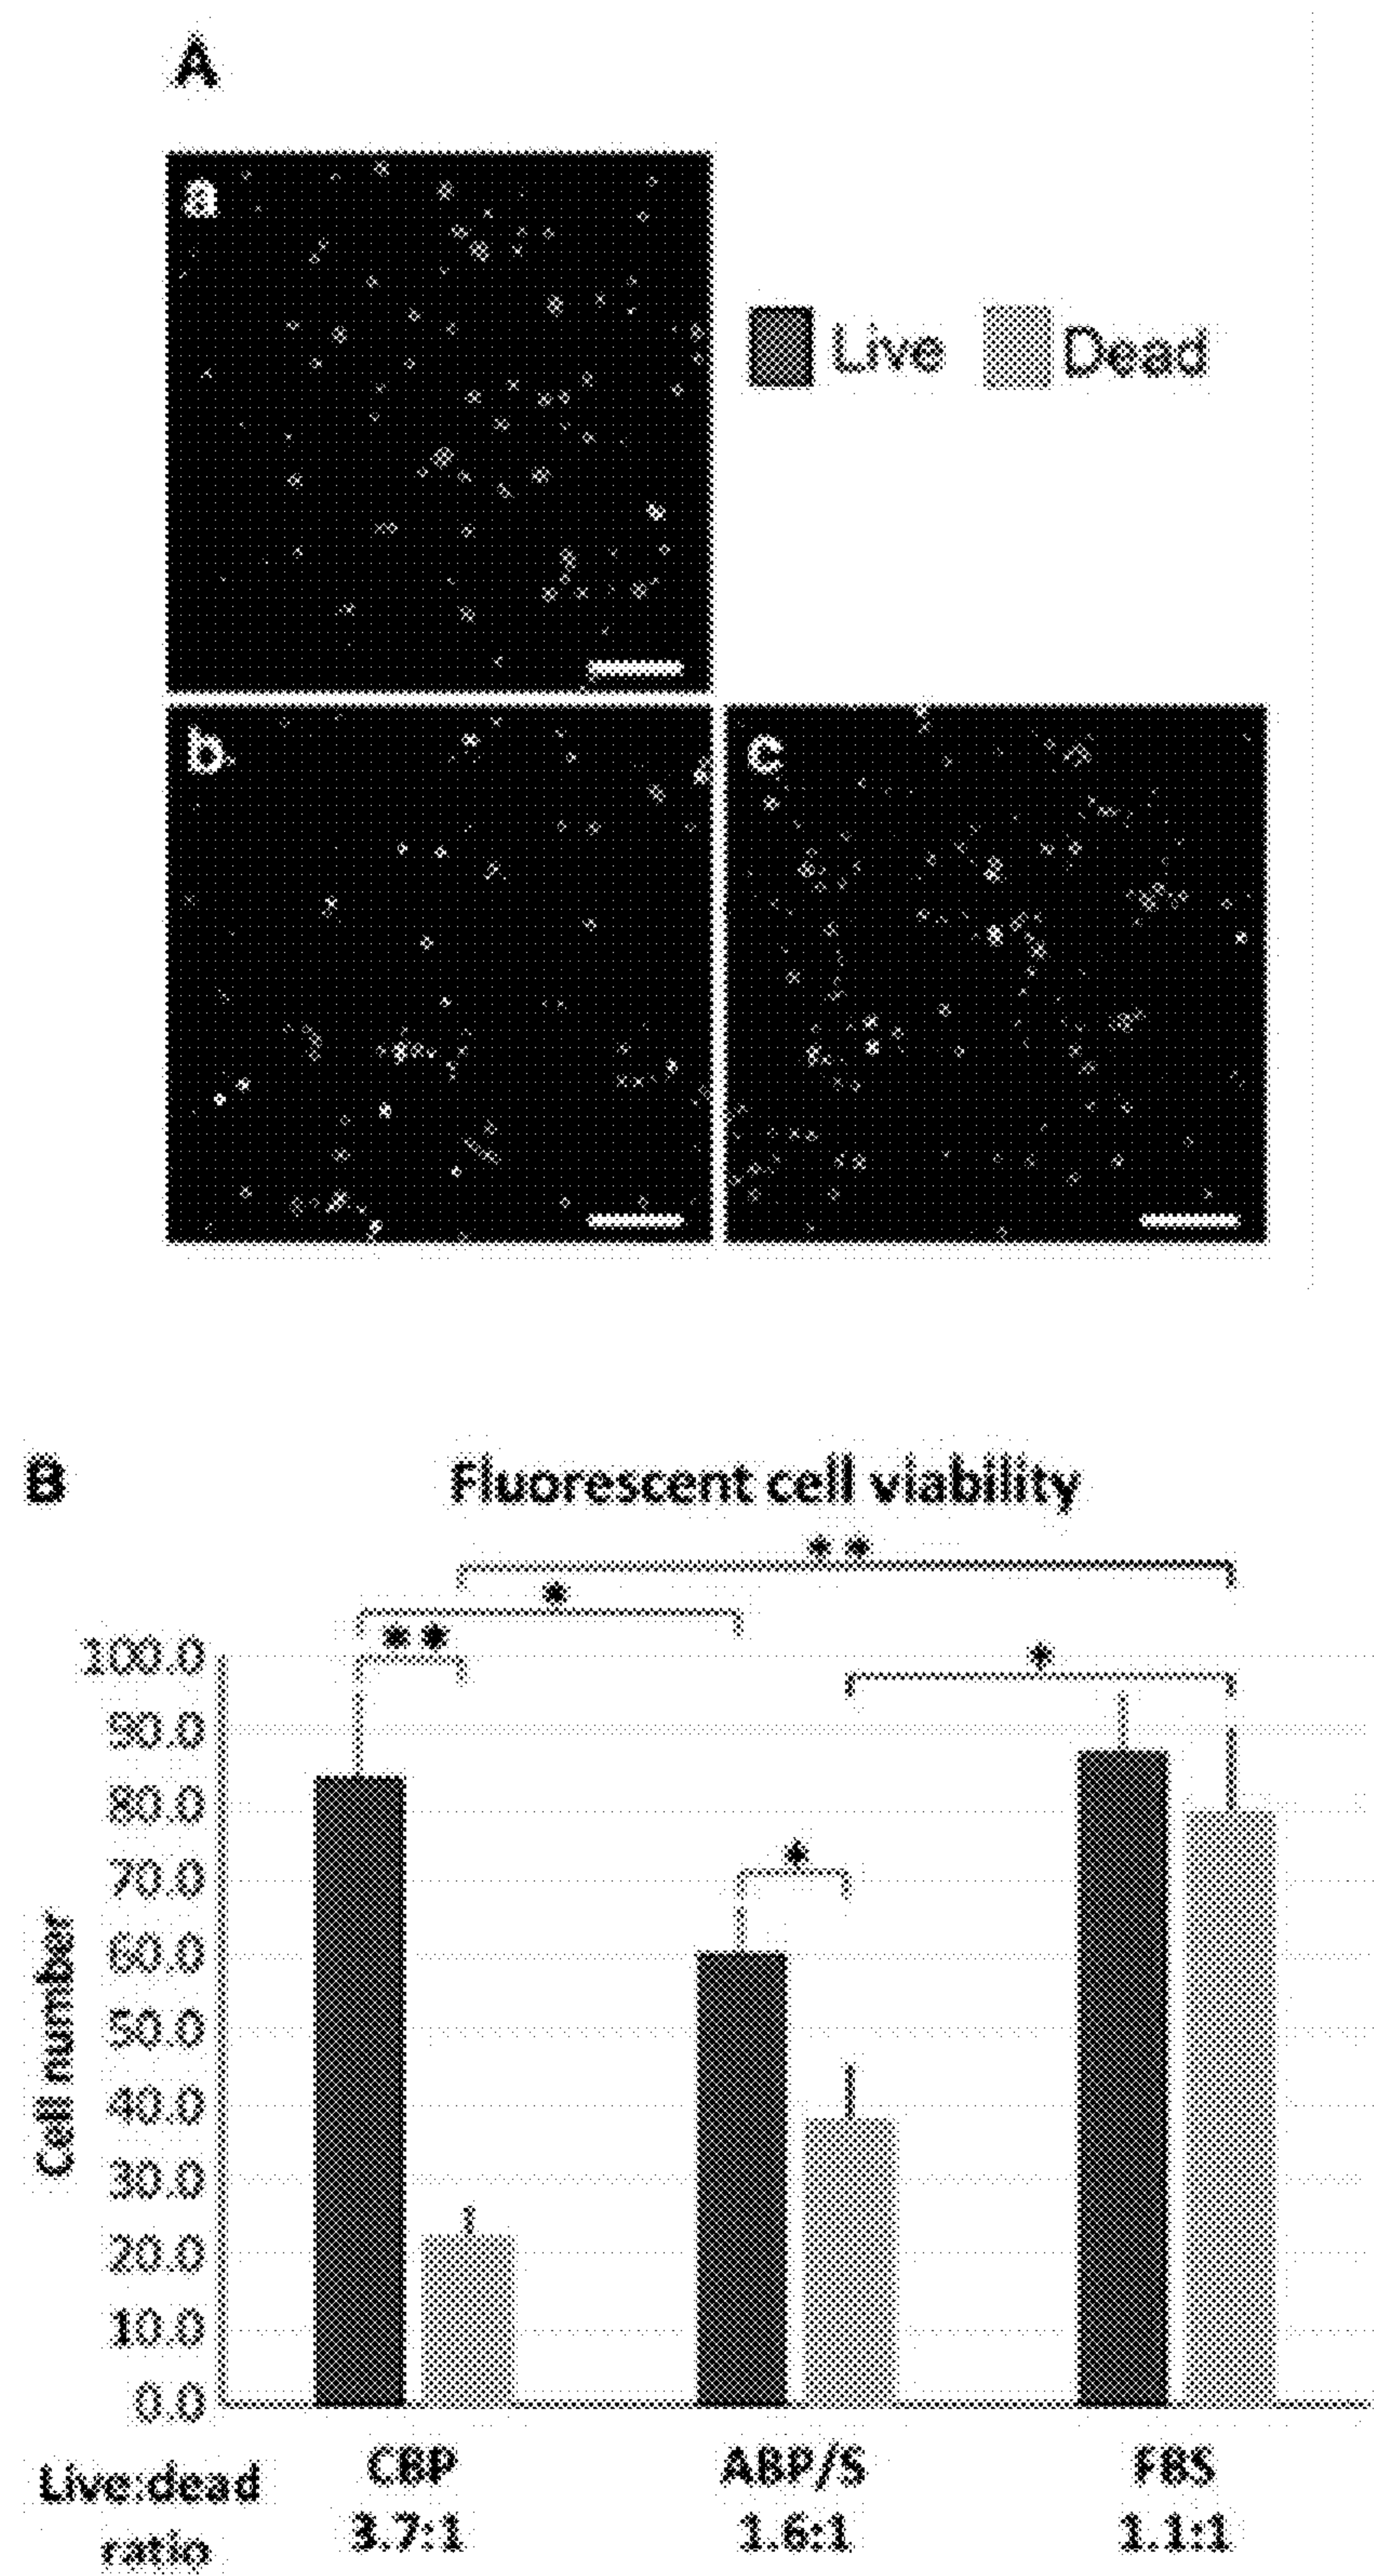 A
a
Live Dead
b
c
B
Fluorescent cell viability
**
*
**
*
*
100.0
90.0
80.0
70.0
60.0
50.0
40.0
30.0
20.0
10.0
0.0
Cell number
CBP ABP/S FBS
Live:dead ratio
3.7:1 1.6:1 1.1:1